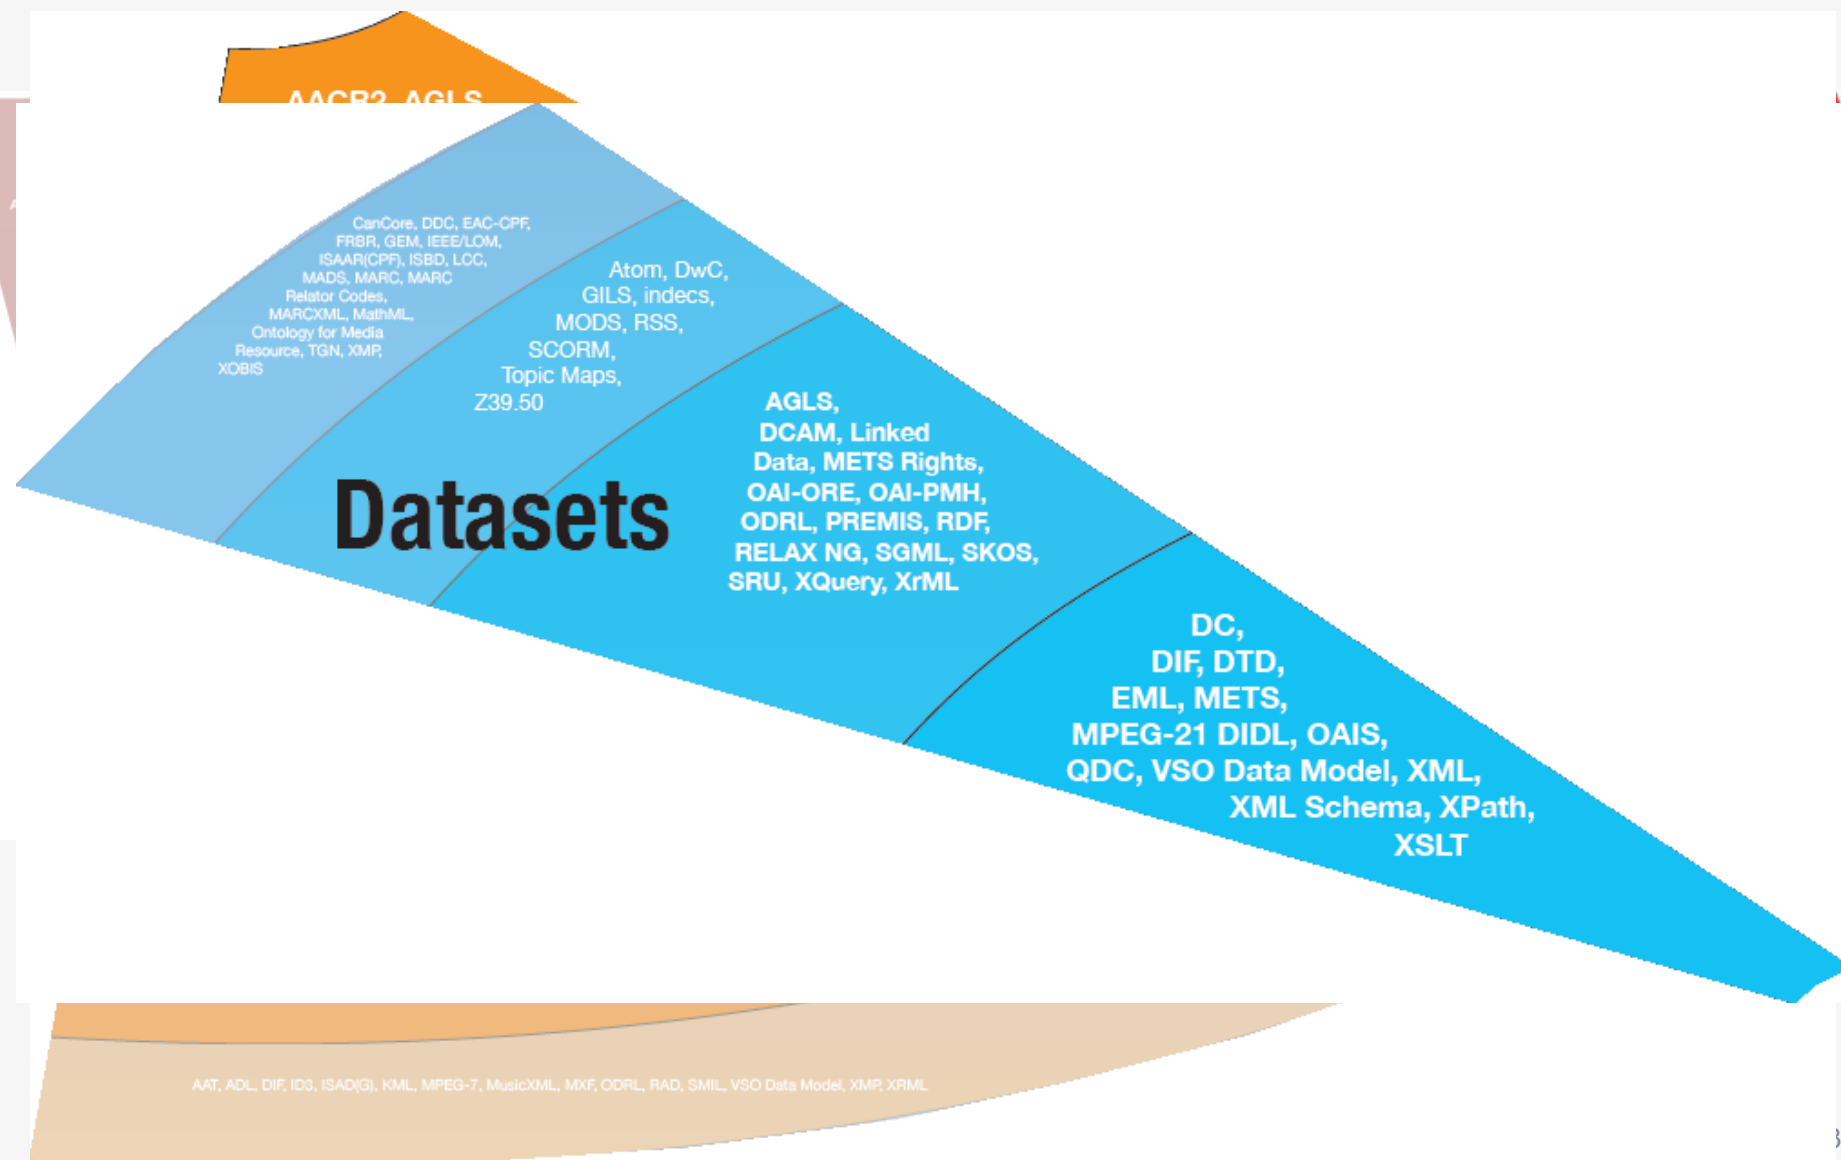 AACR2, AGLS
CanCore, DDC, EAC-CPF,
FRBR, GEM, IEEE/LOM,
ISAAR(CPF), ISBD, LCC,
MADS, MARC, MARC
Relator Codes,
MARCXML, MathML,
Ontology for Media
Resource, TGN, XMP,
XOBIS
Atom, DwC,
GILS, indecs,
MODS, RSS,
SCORM,
Topic Maps,
Z39.50
Datasets
AGLS,
DCAM, Linked
Data, METS Rights,
OAI-ORE, OAI-PMH,
ODRL, PREMIS, RDF,
RELAX NG, SGML, SKOS,
SRU, XQuery, XrML
DC,
DIF, DTD,
EML, METS,
MPEG-21 DIDL, OAIS,
QDC, VSO Data Model, XML,
XML Schema, XPath,
XSLT
AAT, ADL, DIF, ID3, ISAD(G), KML, MPEG-7, MusicXML, MXF, ODRL, RAD, SMIL, VSO Data Model, XMP, XRML